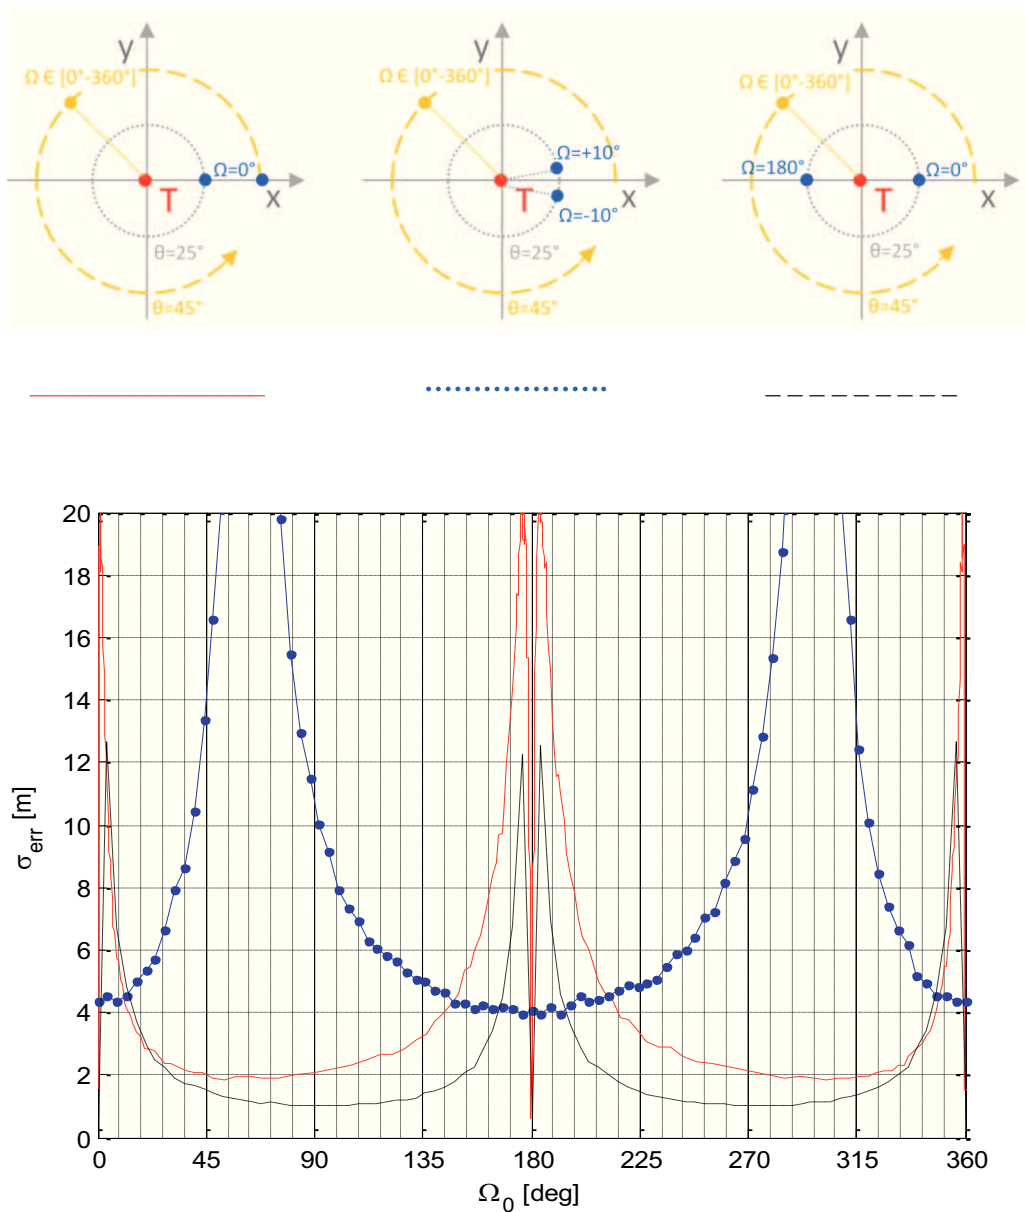 y
Ω ∈ [0°-360°]
Ω=0°
T
x
θ=25°
θ=45°
y
Ω ∈ [0°-360°]
Ω=+10°
Ω=-10°
T
x
θ=25°
θ=45°
y
Ω ∈ [0°-360°]
Ω=180°
Ω=0°
T
x
θ=25°
θ=45°
20
18
16
14
12
10
8
6
4
2
0
σerr [m]
0 45 90 135 180 225 270 315 360
Ω0 [deg]